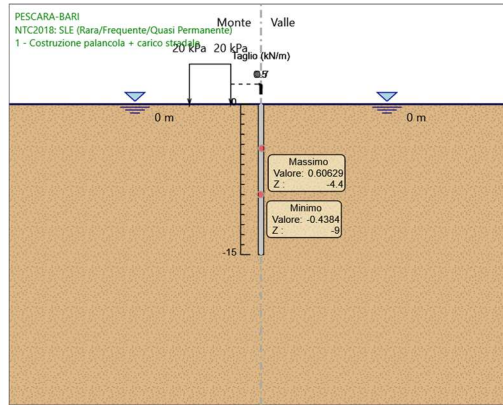 PESCARA-BARI
NTC2018: SLE (Rara/Frequente/Quasi Permanente)
1 - Costruzione palancola + carico stradale
Monte
Valle
20 kPa 20 kPa
Taglio (kN/m)
0
0 m
0 m
Massimo
Valore: 0.60629
Z : -4.4
Minimo
Valore: -0.4384
Z : -9
-15